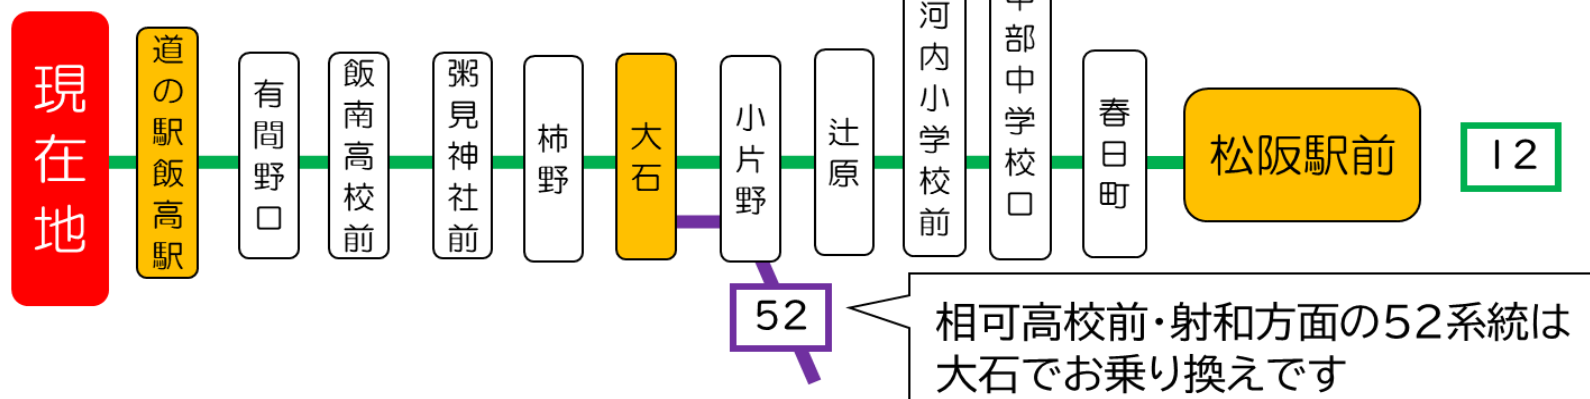 現在地
道の駅飯高駅
有間野口
飯南高校前
粥見神社前
柿野
大石
小片野
辻原
河内小学校前
中部中学校口
春日町
松阪駅前
12
52
相可高校前・射和方面の52系統は
大石でお乗り換えです